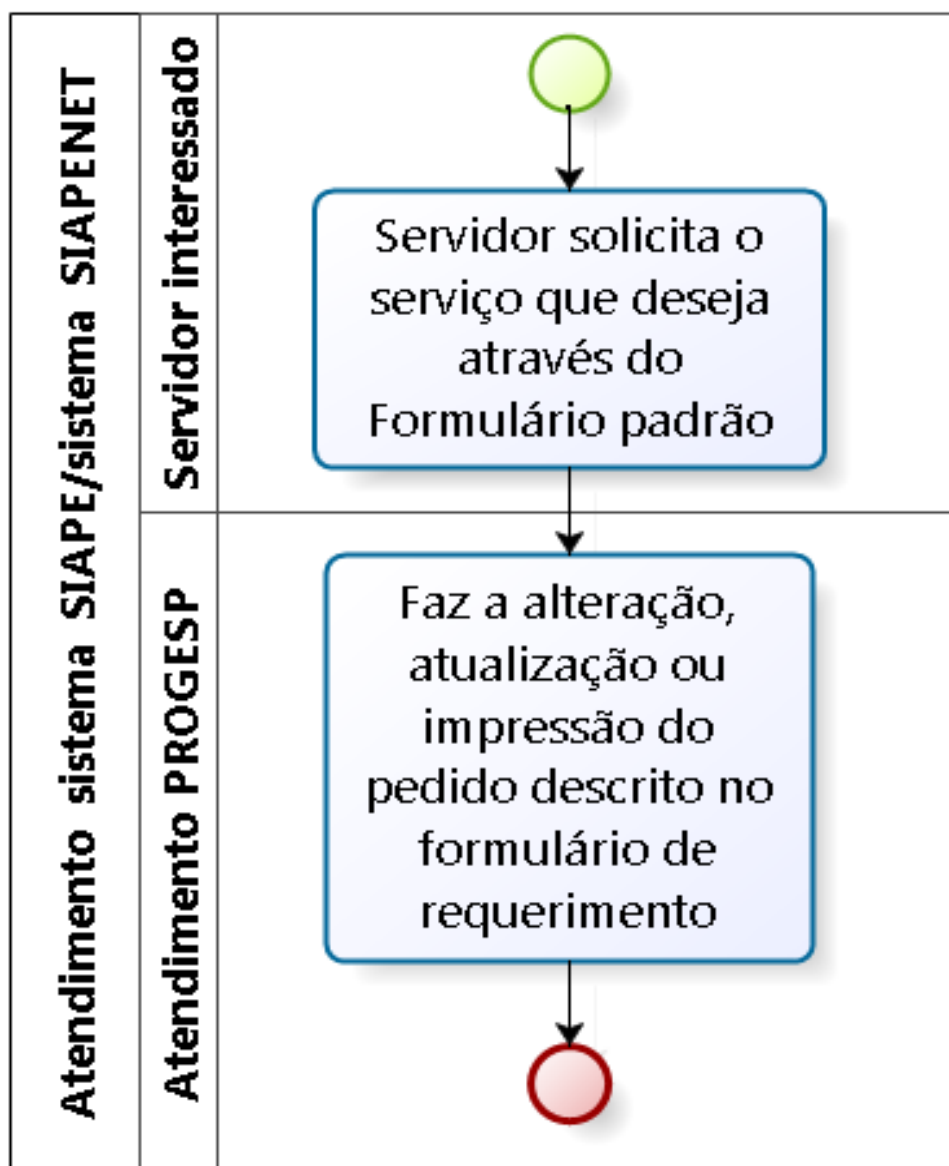 Atendimento sistema SIAPE/sistema SIAPENET
Servidor interessado
Servidor solicita o
serviço que deseja
através do
Formulário padrão
Atendimento PROGESP
Faz a alteração,
atualização ou
impressão do
pedido descrito no
formulário de
requerimento